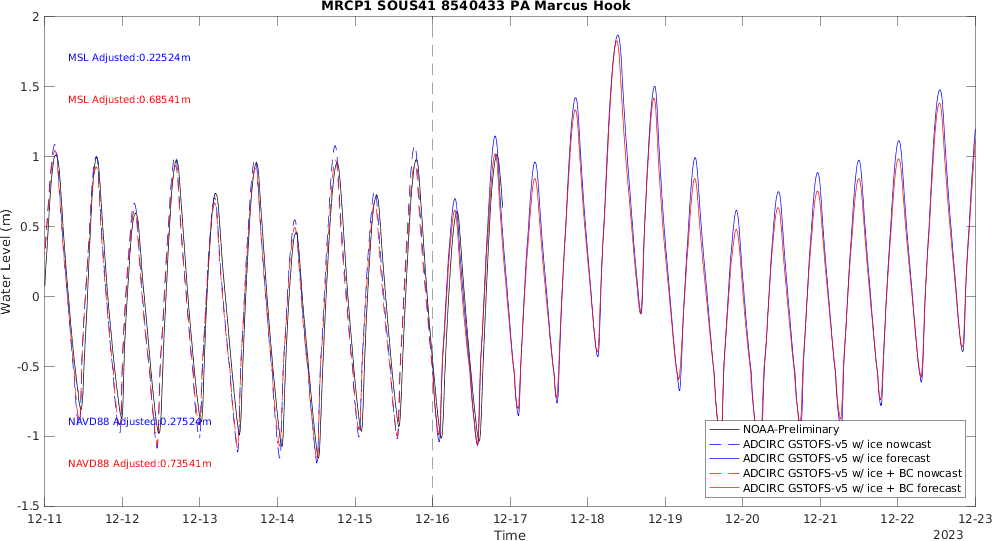 MRCP1 SOUS41 8540433 PA Marcus Hook
2
1.5
1
0.5
0
-0.5
-1
-1.5
Water Level (m)
MSL Adjusted:0.22524m
MSL Adjusted:0.68541m
NAVD88 Adjusted:0.27524m
NAVD88 Adjusted:0.73541m
NOAA-Preliminary
ADCIRC GSTOFS-v5 w/ ice nowcast
ADCIRC GSTOFS-v5 w/ ice forecast
ADCIRC GSTOFS-v5 w/ ice + BC nowcast
ADCIRC GSTOFS-v5 w/ ice + BC forecast
12-11 12-12 12-13 12-14 12-15 12-16 12-17 12-18 12-19 12-20 12-21 12-22 12-23
Time
2023